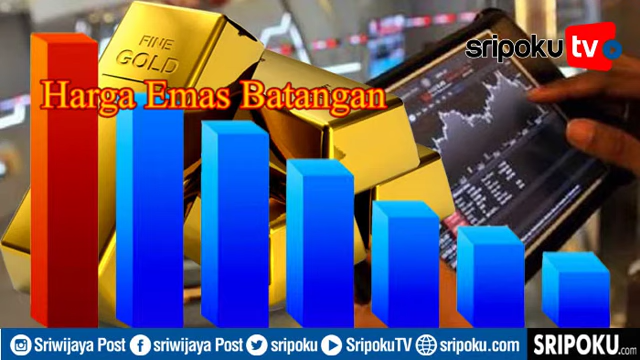 sripoku tv
FINE
GOLD
Harga Emas Batangan
Sriwijaya Post sriwijaya Post sripoku SripokuTV sripoku.com
SRIPOKU.com